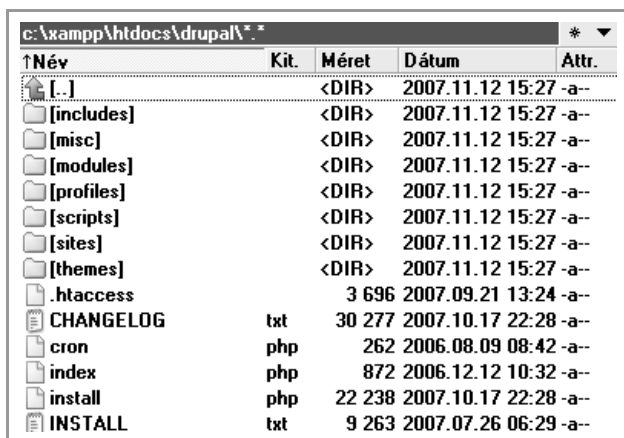 c:\xampp\htdocs\drupal\*.* * ▼
↑Név Kit. Méret Dátum Attr.
[..] <DIR> 2007.11.12 15:27 -a--
[includes] <DIR> 2007.11.12 15:27 -a--
[misc] <DIR> 2007.11.12 15:27 -a--
[modules] <DIR> 2007.11.12 15:27 -a--
[profiles] <DIR> 2007.11.12 15:27 -a--
[scripts] <DIR> 2007.11.12 15:27 -a--
[sites] <DIR> 2007.11.12 15:27 -a--
[themes] <DIR> 2007.11.12 15:27 -a--
.htaccess 3 696 2007.09.21 13:24 -a--
CHANGELOG txt 30 277 2007.10.17 22:28 -a--
cron php 262 2006.08.09 08:42 -a--
index php 872 2006.12.12 10:32 -a--
install php 22 238 2007.10.17 22:28 -a--
INSTALL txt 9 263 2007.07.26 06:29 -a--